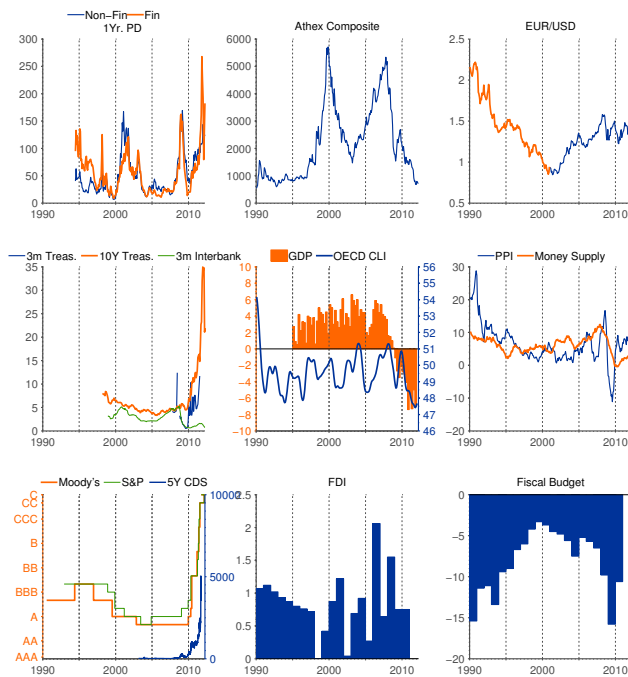 Non-Fin Fin
1Yr. PD
300
250
200
150
100
50
0
1990 2000 2010
Athex Composite
6000
5000
4000
3000
2000
1000
0
1990 2000 2010
EUR/USD
2.5
2
1.5
1
0.5
1990 2000 2010
3m Treas. 10Y Treas. 3m Interbank
35
30
25
20
15
10
5
0
1990 2000 2010
GDP OECD CLI
10
8
6
4
2
0
−2
−4
−6
−8
−10
56
55
54
53
52
51
50
49
48
47
46
1990 2000 2010
PPI Money Supply
30
20
10
0
−10
−20
1990 2000 2010
Moody's S&P 5Y CDS
C
CC
CCC
B
BB
BBB
A
AA
AAA
10000
5000
0
1990 2000 2010
FDI
2.5
2
1.5
1
0.5
0
1990 2000 2010
Fiscal Budget
0
−5
−10
−15
−20
1990 2000 2010